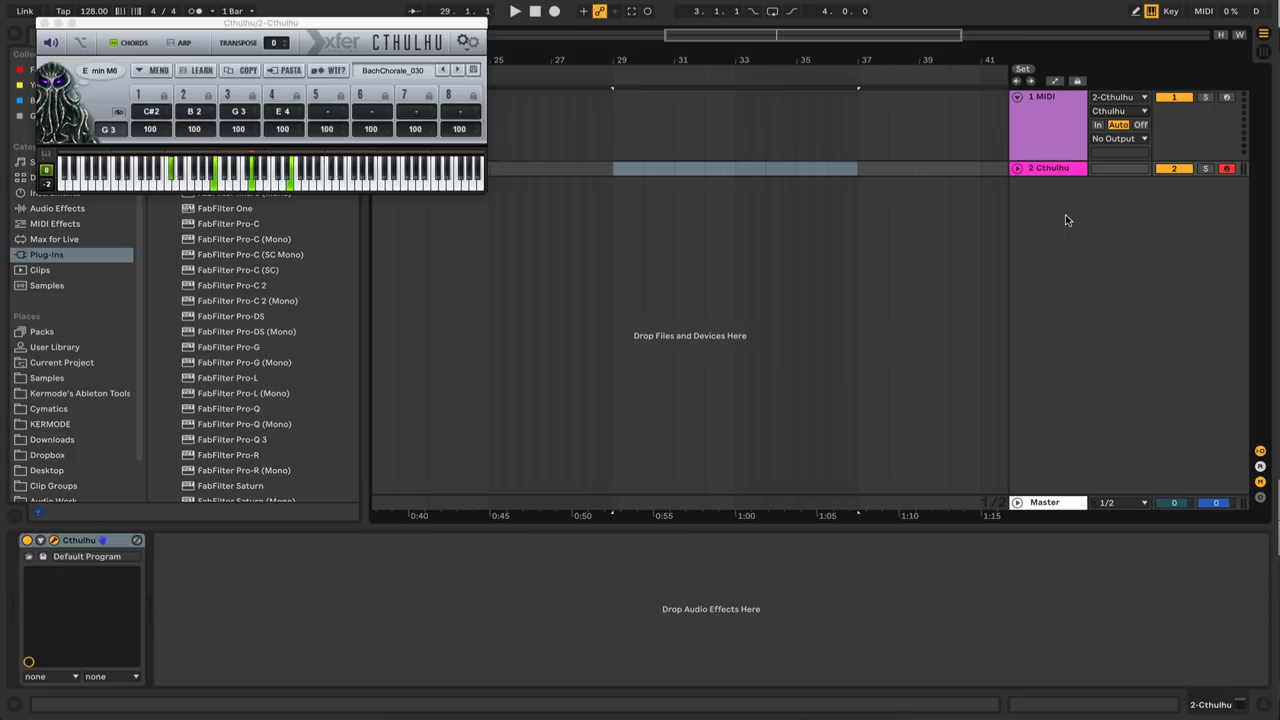 Link Tap 128.00 4 / 4 1 Bar 29. 1. 1 3. 1. 1 4. 0. 0 Key MIDI 0 % D
Cthulhu/2-Cthulhu
H W
CHORDS ARP TRANSPOSE 0 xfer CTHULHU
25 29 31 33 35 37 39 41
Set
E min M6 MENU LEARN COPY PASTA WTF? BachChorale_030
1 2 3 4 5 6 7 8
C#2 B 2 G 3 E 4 - - - -
G 3 100 100 100 100 100 100 100 100
0
-2
1 MIDI 2-Cthulhu 1 S
Cthulhu
In Auto Off
No Output
2 Cthulhu 2 S
Audio Effects
MIDI Effects
Max for Live
Plug-Ins
Clips
Samples
Places
Packs
User Library
Current Project
Samples
Kermode's Ableton Tools
Cymatics
KERMODE
Downloads
Dropbox
Desktop
Clip Groups
Audio Work
FabFilter One
FabFilter Pro-C
FabFilter Pro-C (Mono)
FabFilter Pro-C (SC Mono)
FabFilter Pro-C (SC)
FabFilter Pro-C 2
FabFilter Pro-C 2 (Mono)
FabFilter Pro-DS
FabFilter Pro-DS (Mono)
FabFilter Pro-G
FabFilter Pro-G (Mono)
FabFilter Pro-L
FabFilter Pro-L (Mono)
FabFilter Pro-Q
FabFilter Pro-Q (Mono)
FabFilter Pro-Q 3
FabFilter Pro-R
FabFilter Pro-R (Mono)
FabFilter Saturn
FabFilter Saturn (Mono)
Drop Files and Devices Here
1/2 Master 1/2 0 0
0:40 0:45 0:50 0:55 1:00 1:05 1:10 1:15
Cthulhu
Default Program
none none
Drop Audio Effects Here
2-Cthulhu